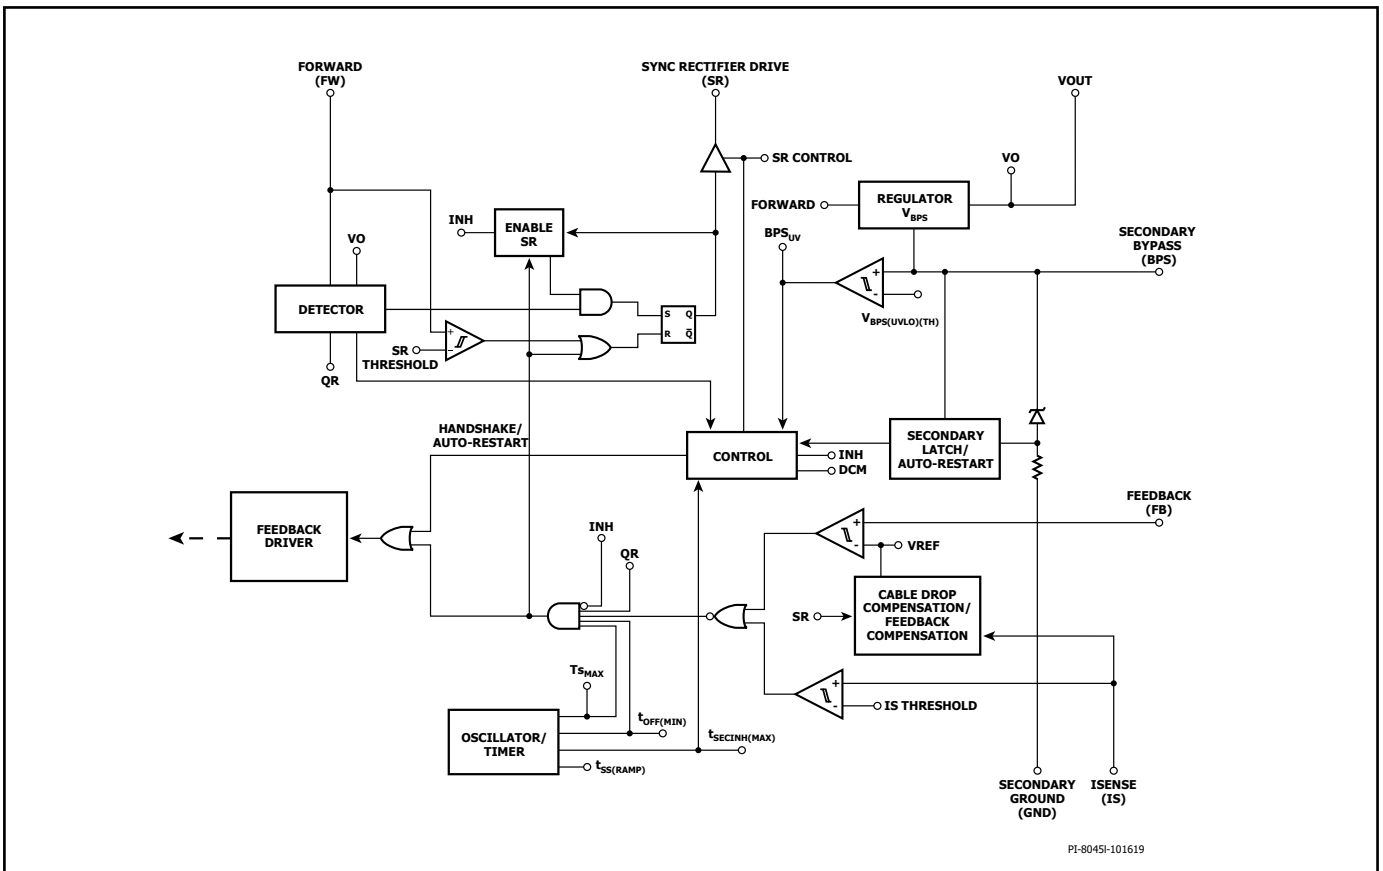 FORWARD
(FW)
SYNC RECTIFIER DRIVE
(SR)
VOUT
SR CONTROL
VO
FORWARD
REGULATOR
VBPS
INH
ENABLE
SR
BPSUV
SECONDARY
BYPASS
(BPS)
VO
DETECTOR
+
-
VBPS(UVLO)(TH)
S Q
R Q̅
+
−
SR
THRESHOLD
QR
HANDSHAKE/
AUTO-RESTART
CONTROL
INH
DCM
SECONDARY
LATCH/
AUTO-RESTART
FEEDBACK
(FB)
FEEDBACK
DRIVER
INH
QR
+
-
VREF
CABLE DROP
COMPENSATION/
FEEDBACK
COMPENSATION
SR
TsMAX
+
-
IS THRESHOLD
OSCILLATOR/
TIMER
tOFF(MIN)
tSECINH(MAX)
tSS(RAMP)
SECONDARY
GROUND
(GND)
ISENSE
(IS)
PI-8045l-101619